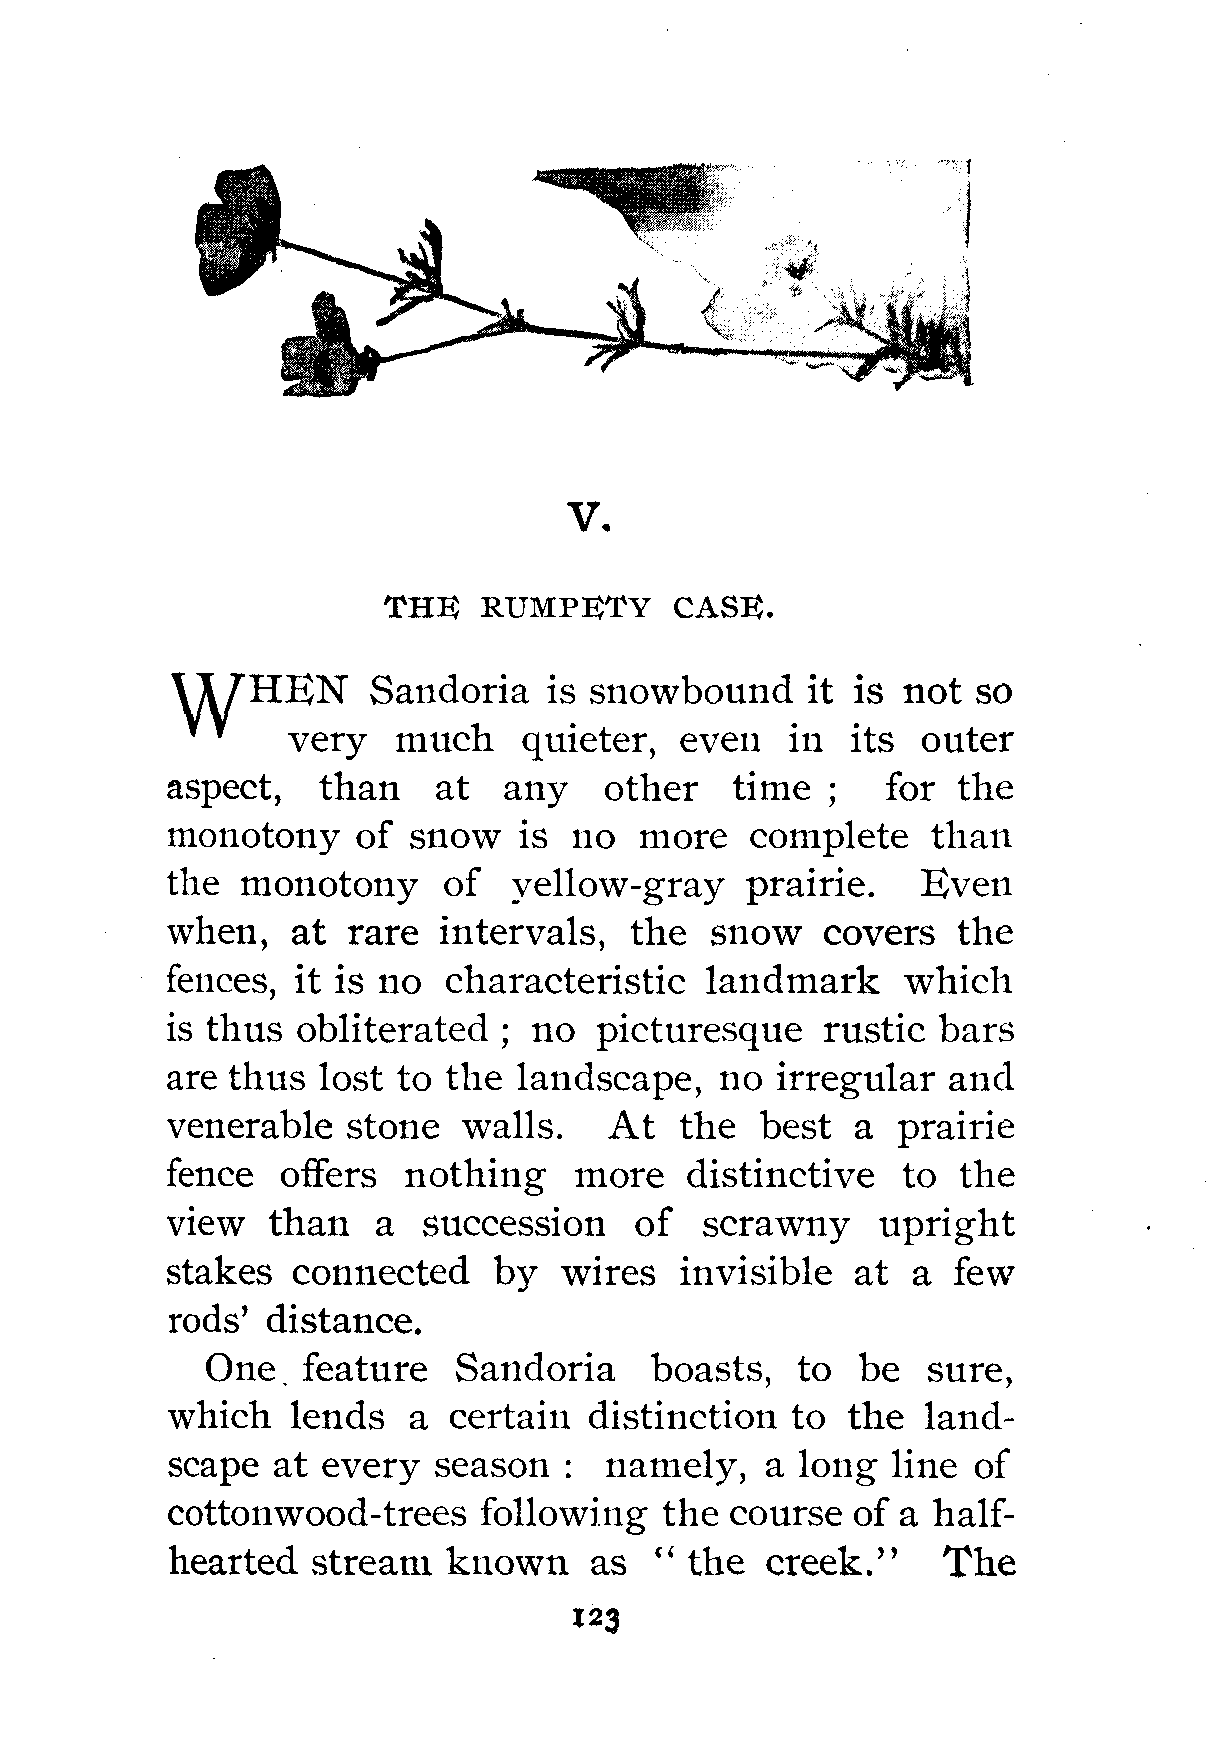 V.
THE RUMPETY CASE.
WHEN Sandoria is snowbound it is not so
very much quieter, even in its outer
aspect, than at any other time ; for the
monotony of snow is no more complete than
the monotony of yellow-gray prairie. Even
when, at rare intervals, the snow covers the
fences, it is no characteristic landmark which
is thus obliterated ; no picturesque rustic bars
are thus lost to the landscape, no irregular and
venerable stone walls. At the best a prairie
fence offers nothing more distinctive to the
view than a succession of scrawny upright
stakes connected by wires invisible at a few
rods' distance.
One feature Sandoria boasts, to be sure,
which lends a certain distinction to the land-
scape at every season : namely, a long line of
cottonwood-trees following the course of a half-
hearted stream known as “ the creek.” The
123